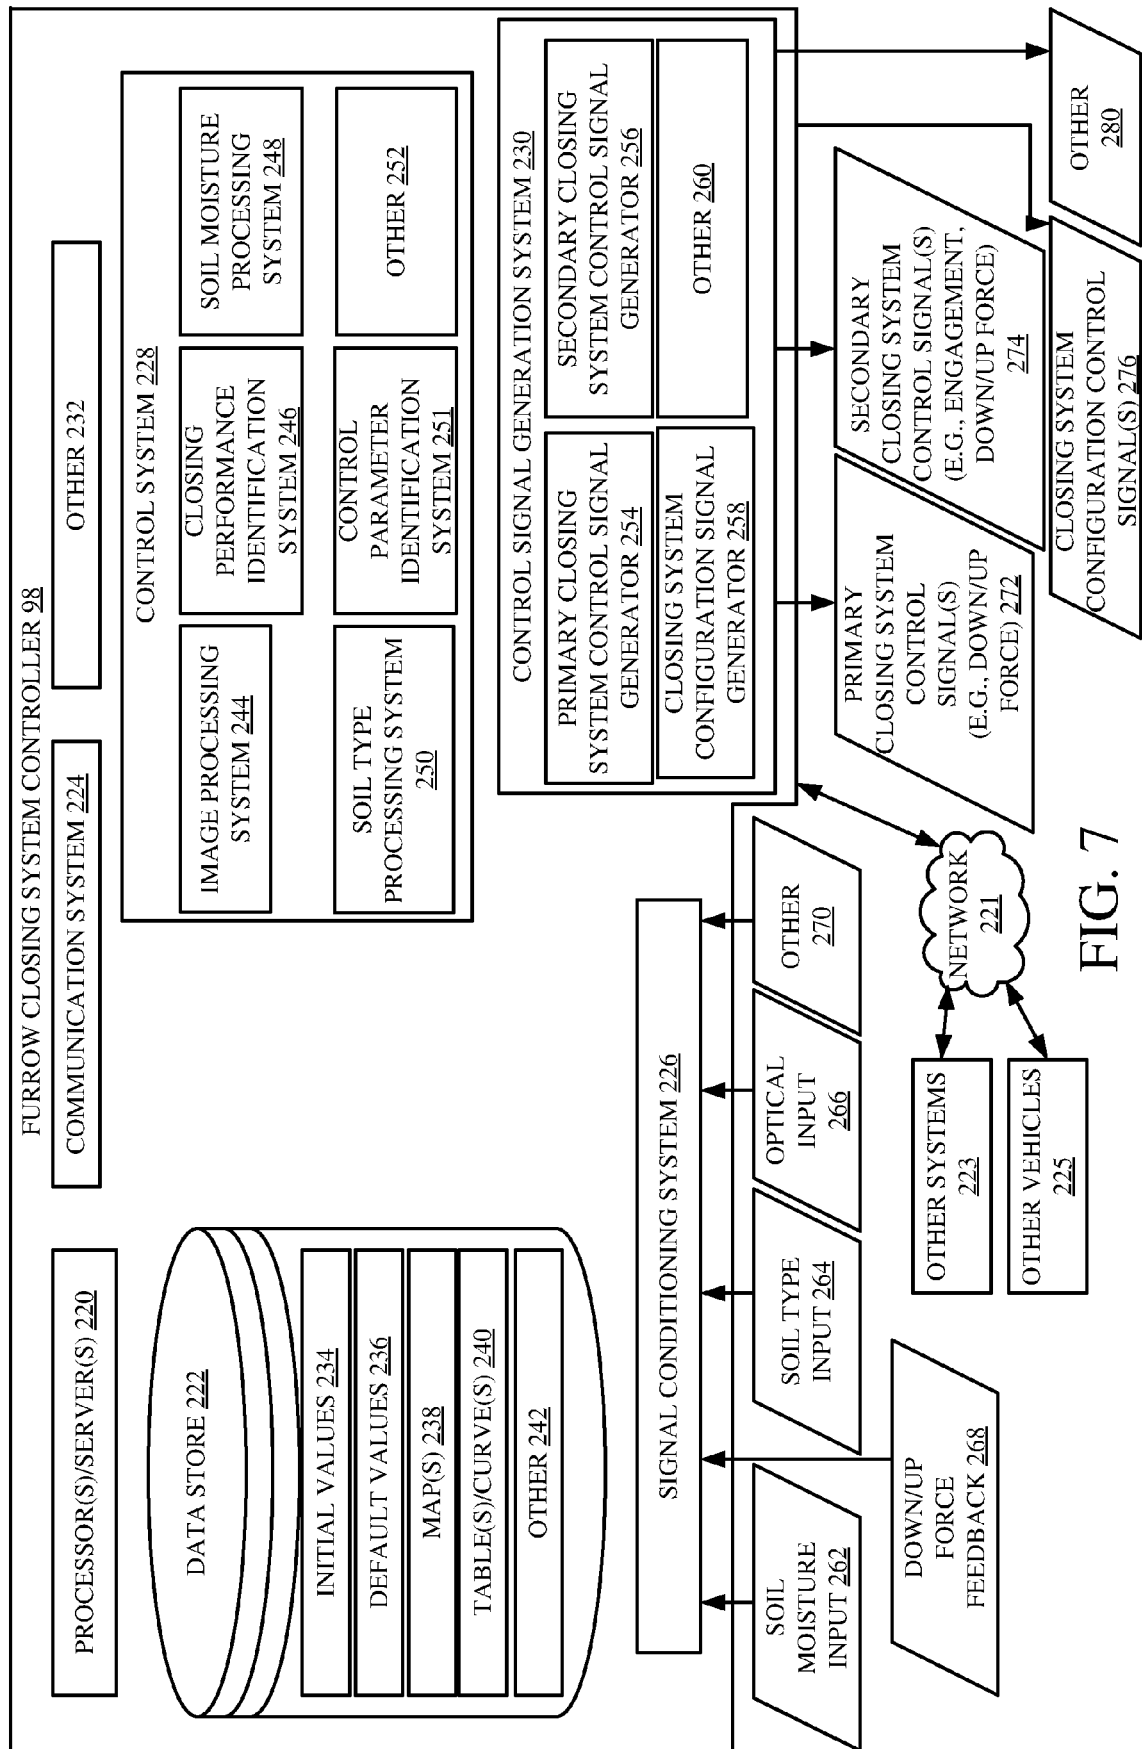 FURROW CLOSING SYSTEM CONTROLLER 98
PROCESSOR(S)/SERVER(S) 220
COMMUNICATION SYSTEM 224
OTHER 232
DATA STORE 222
INITIAL VALUES 234
DEFAULT VALUES 236
MAP(S) 238
TABLE(S)/CURVE(S) 240
OTHER 242
CONTROL SYSTEM 228
IMAGE PROCESSING
SYSTEM 244
CLOSING
PERFORMANCE
IDENTIFICATION
SYSTEM 246
SOIL MOISTURE
PROCESSING
SYSTEM 248
SOIL TYPE
PROCESSING SYSTEM
250
CONTROL
PARAMETER
IDENTIFICATION
SYSTEM 251
OTHER 252
CONTROL SIGNAL GENERATION SYSTEM 230
PRIMARY CLOSING
SYSTEM CONTROL SIGNAL
GENERATOR 254
SECONDARY CLOSING
SYSTEM CONTROL SIGNAL
GENERATOR 256
CLOSING SYSTEM
CONFIGURATION SIGNAL
GENERATOR 258
OTHER 260
SIGNAL CONDITIONING SYSTEM 226
SOIL
MOISTURE
INPUT 262
DOWN/UP
FORCE
FEEDBACK 268
SOIL TYPE
INPUT 264
OPTICAL
INPUT
266
OTHER
270
PRIMARY
CLOSING SYSTEM
CONTROL
SIGNAL(S)
(E.G., DOWN/UP
FORCE) 272
SECONDARY
CLOSING SYSTEM
CONTROL SIGNAL(S)
(E.G., ENGAGEMENT,
DOWN/UP FORCE)
274
CLOSING SYSTEM
CONFIGURATION CONTROL
SIGNAL(S) 276
OTHER
280
OTHER SYSTEMS
223
OTHER VEHICLES
225
NETWORK
221
FIG. 7